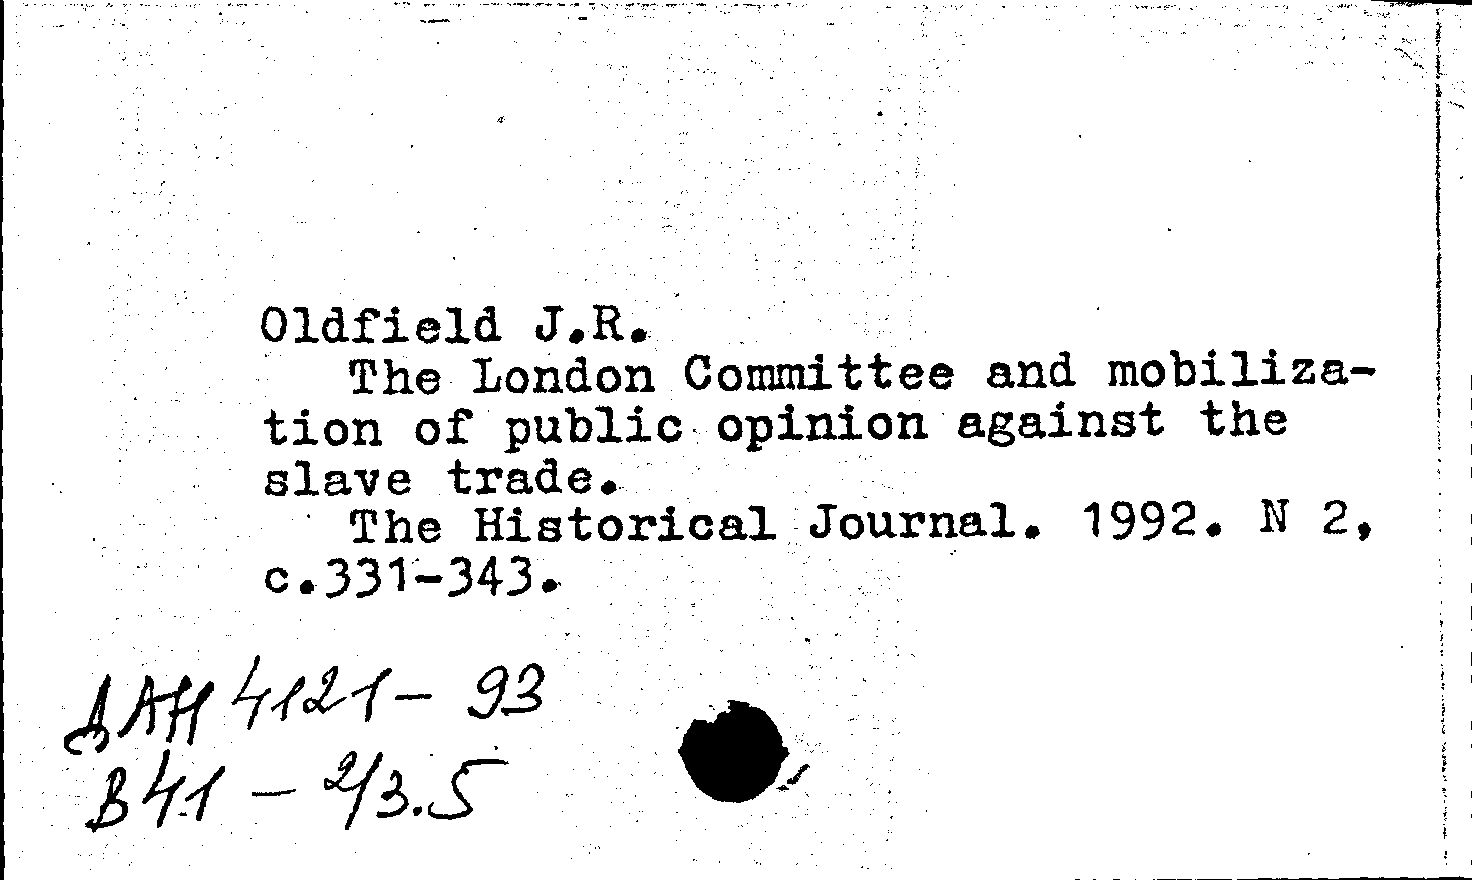 Oldfield J.R.
The London Committee and mobiliza-
tion of public opinion against the
slave trade.
The Historical Journal. 1992. N 2,
c.331-343.
ДАН 4121 - 93
В41 - 2/3.5